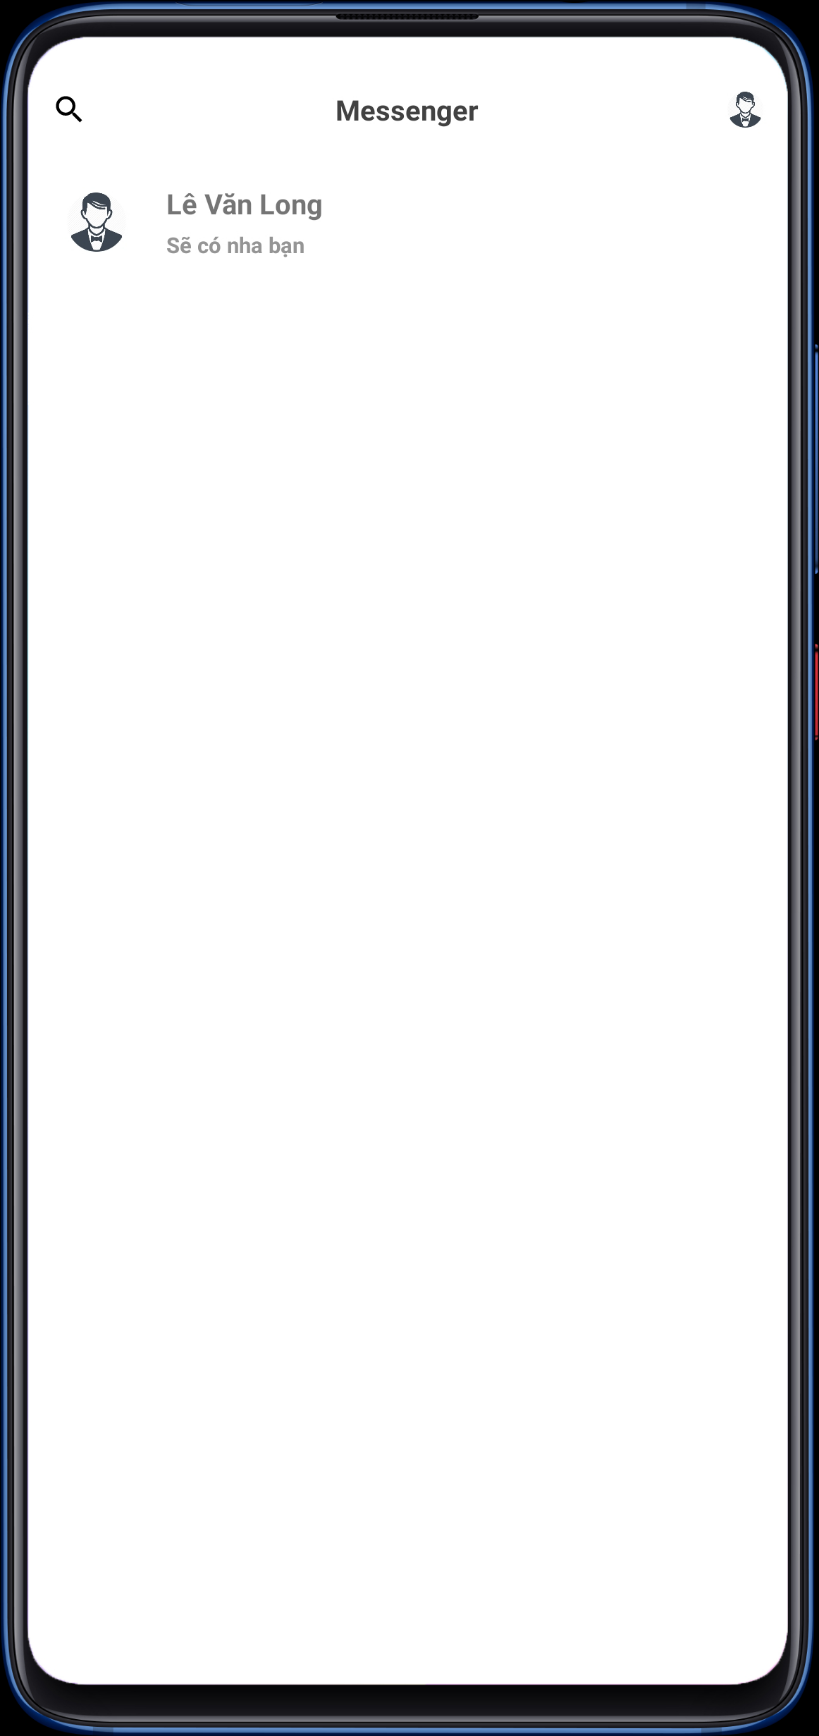 Messenger
Lê Văn Long
Sẽ có nha bạn